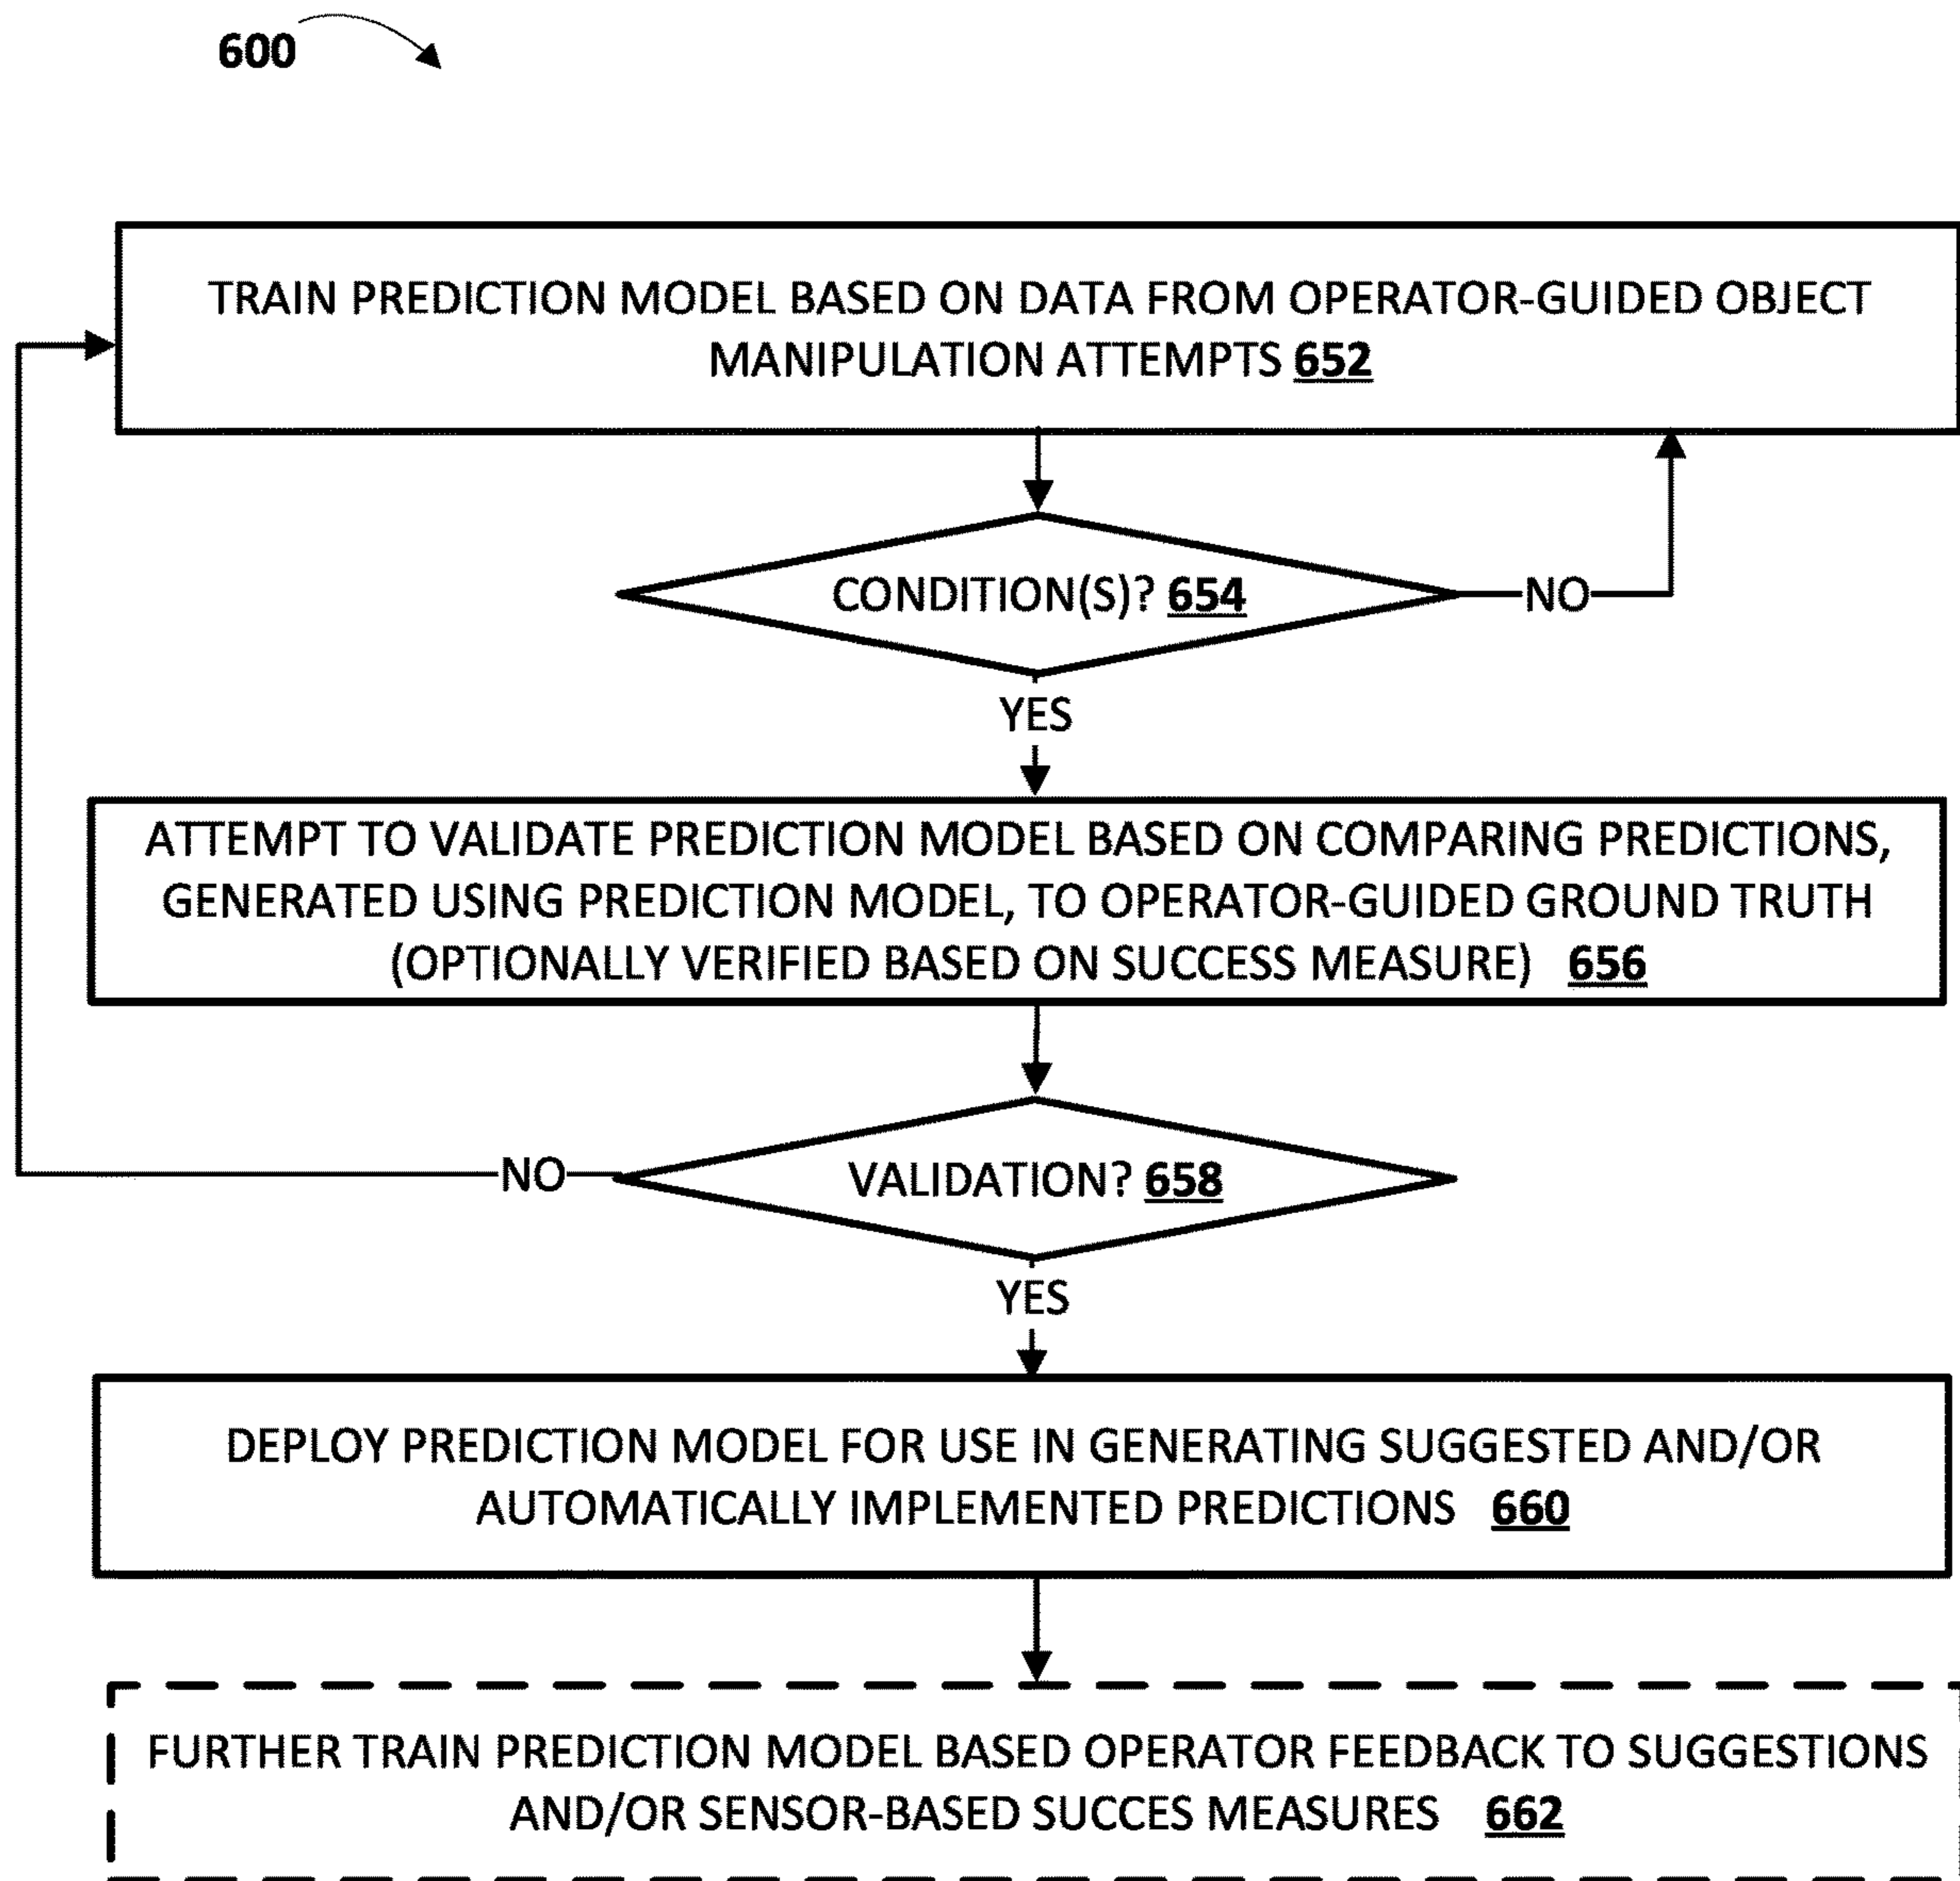 600
TRAIN PREDICTION MODEL BASED ON DATA FROM OPERATOR-GUIDED OBJECT
MANIPULATION ATTEMPTS 652
CONDITION(S)? 654
NO
YES
ATTEMPT TO VALIDATE PREDICTION MODEL BASED ON COMPARING PREDICTIONS,
GENERATED USING PREDICTION MODEL, TO OPERATOR-GUIDED GROUND TRUTH
(OPTIONALLY VERIFIED BASED ON SUCCESS MEASURE) 656
NO
VALIDATION? 658
YES
DEPLOY PREDICTION MODEL FOR USE IN GENERATING SUGGESTED AND/OR
AUTOMATICALLY IMPLEMENTED PREDICTIONS 660
FURTHER TRAIN PREDICTION MODEL BASED OPERATOR FEEDBACK TO SUGGESTIONS
AND/OR SENSOR-BASED SUCCES MEASURES 662